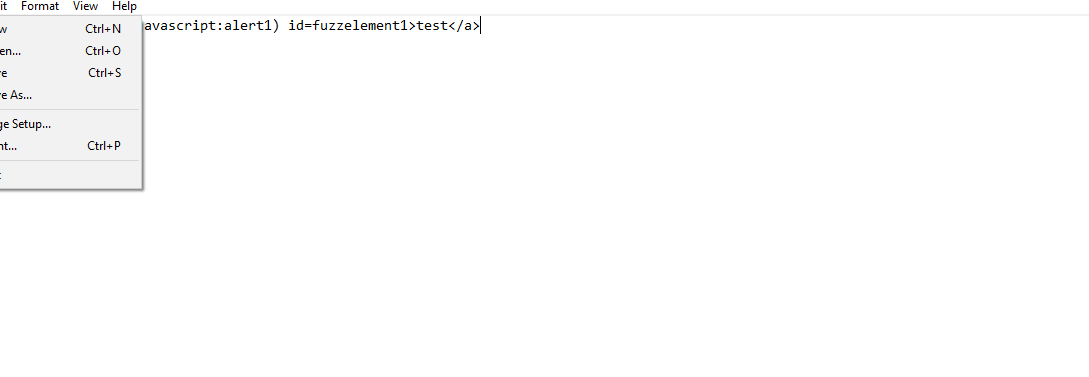 it Format View Help
avascript:alert1) id=fuzzelement1>test</a>
w Ctrl+N
en... Ctrl+O
e Ctrl+S
e As...
ge Setup...
nt... Ctrl+P
t